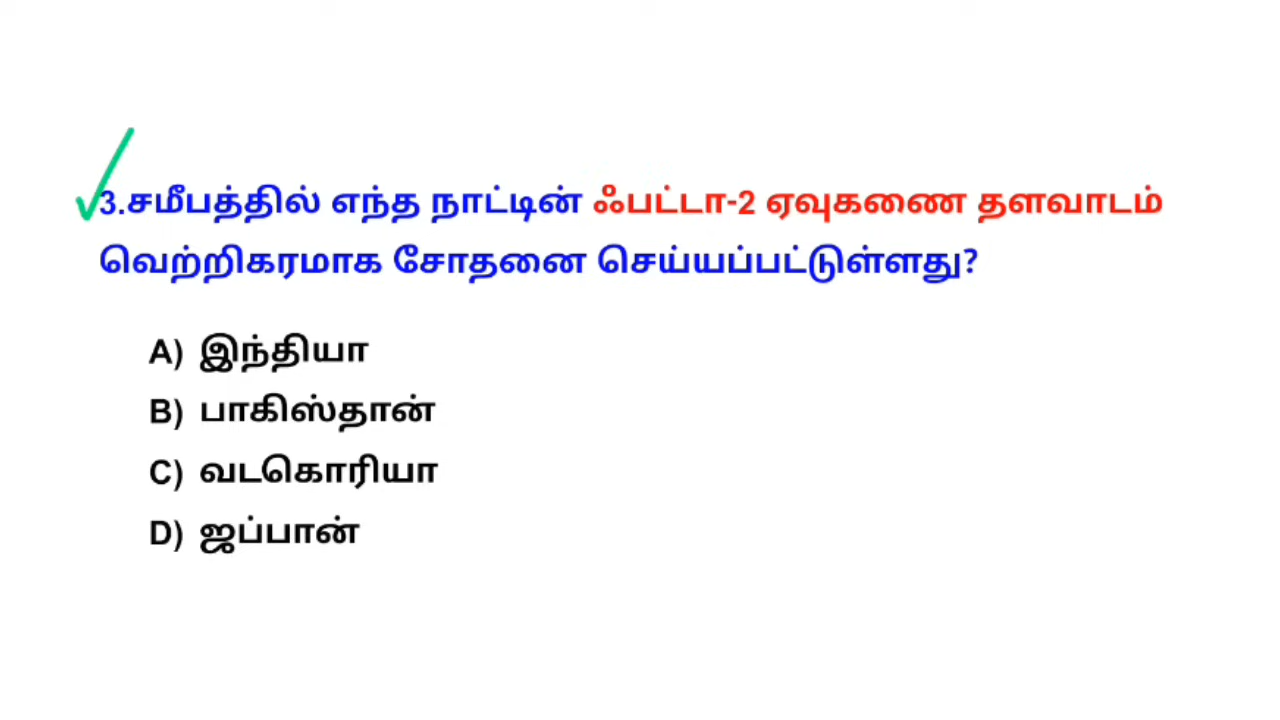 3.சமீபத்தில் எந்த நாட்டின் ஃபட்டா-2 ஏவுகணை தளவாடம்
வெற்றிகரமாக சோதனை செய்யப்பட்டுள்ளது?
A) இந்தியா
B) பாகிஸ்தான்
C) வடகொரியா
D) ஜப்பான்